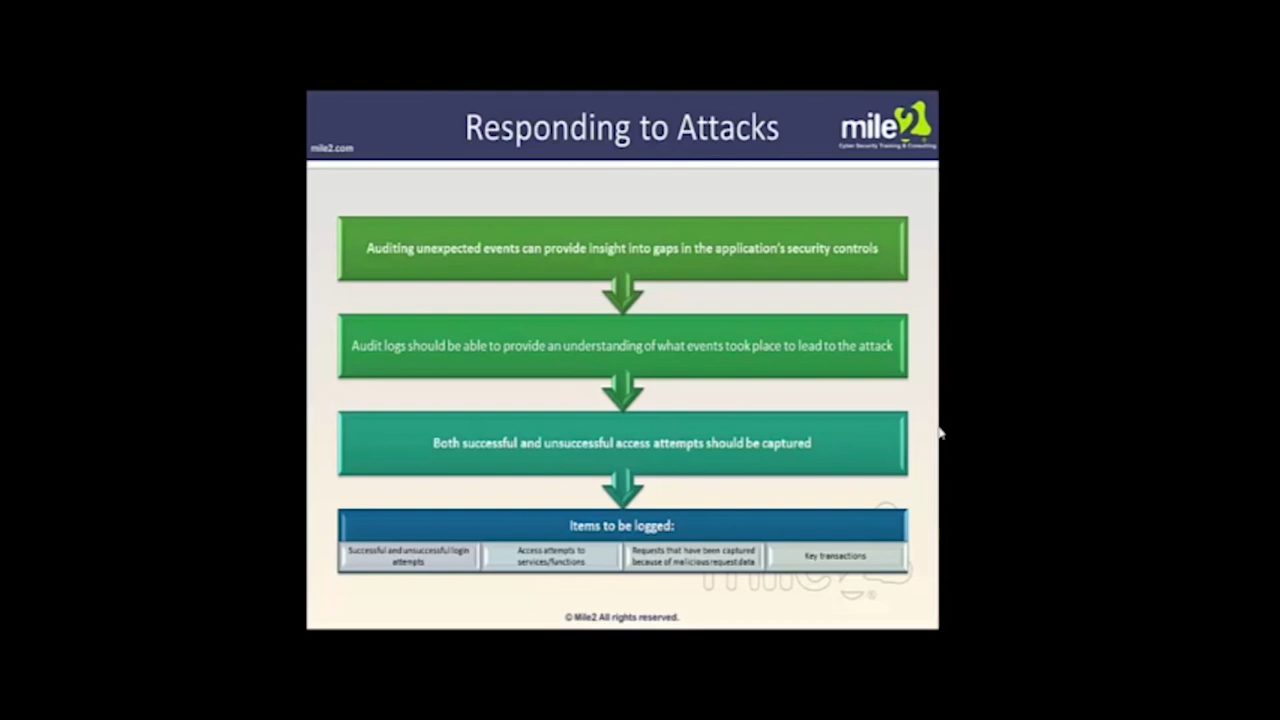 Responding to Attacks
mile2
Cyber Security Training & Consulting
mile2.com
Auditing unexpected events can provide insight into gaps in the application's security controls
Audit logs should be able to provide an understanding of what events took place to lead to the attack
Both successful and unsuccessful access attempts should be captured
Items to be logged:
Successful and unsuccessful login
attempts
Access attempts to
services/functions
Requests that have been captured
because of malicious request data
Key transactions
mile2
®
© Mile2 All rights reserved.